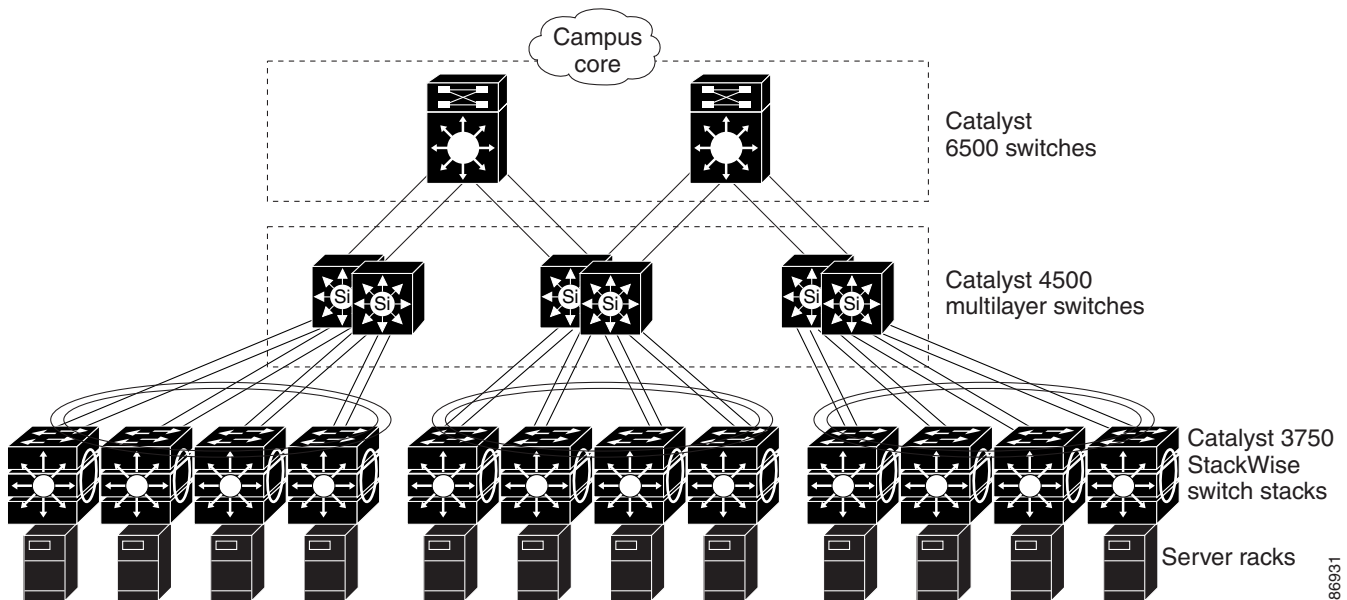 Campus
core
Catalyst
6500 switches
Si
Si
Si
Si
Si
Si
Catalyst 4500
multilayer switches
Catalyst 3750
StackWise
switch stacks
Server racks
86931